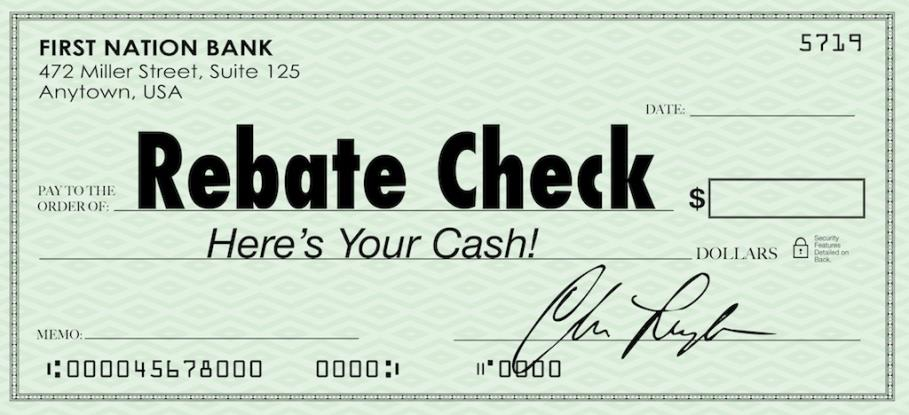 FIRST NATION BANK
5719
472 Miller Street, Suite 125
Anytown, USA
DATE:
PAY TO THE
ORDER OF:
Rebate Check
$
Here's Your Cash!
DOLLARS
Security
Features
Detailed on
Back.
MEMO:
⑆000045678000 0000⑆ ⑈0000